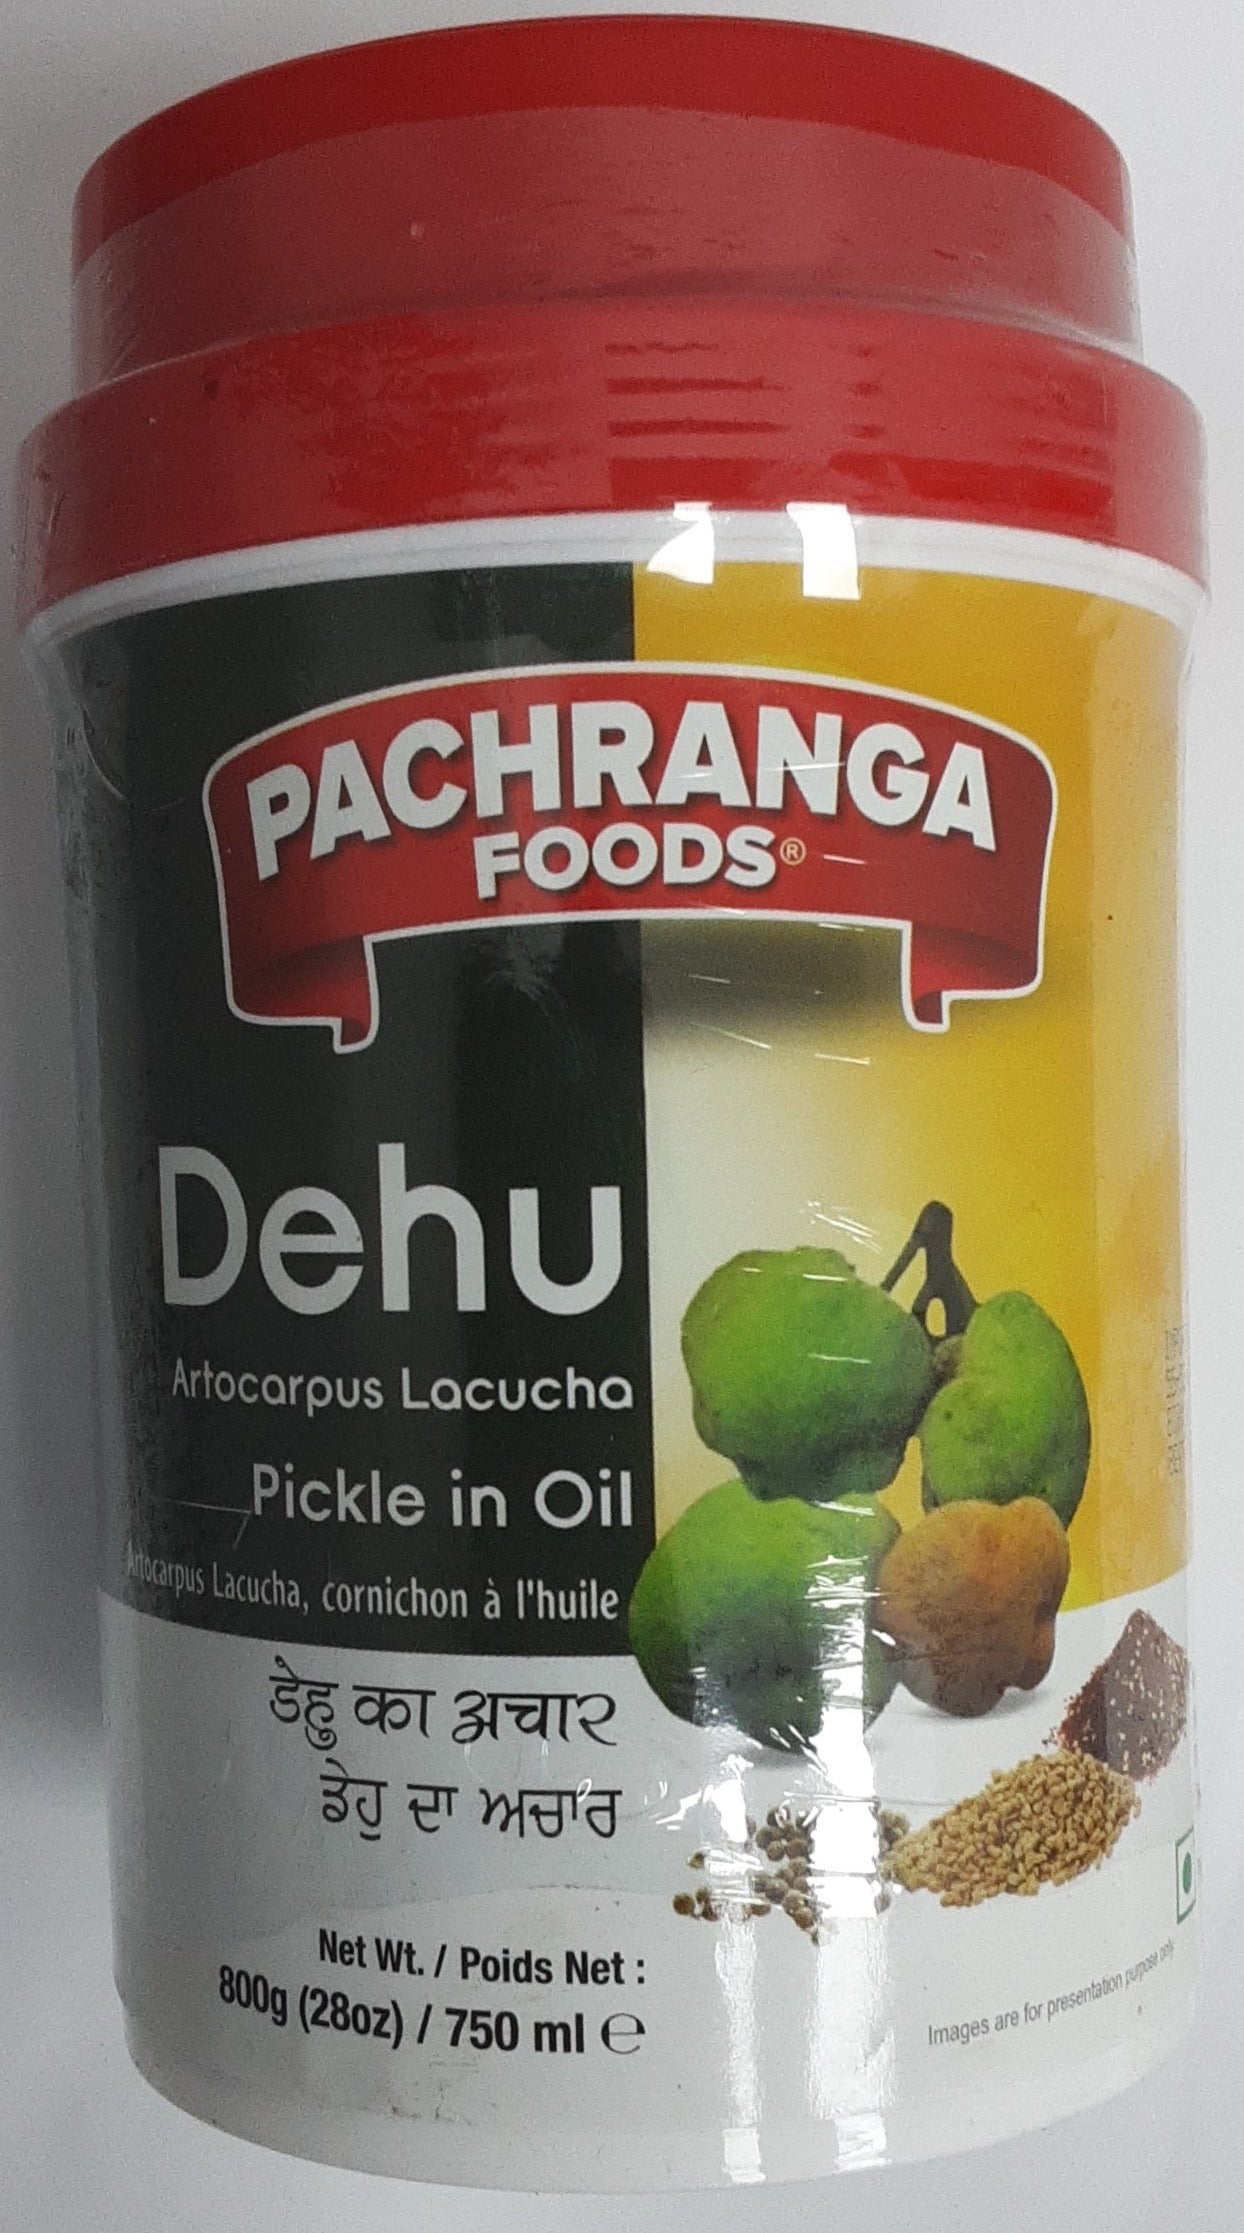 PACHRANGA
FOODS®
Dehu
Artocarpus Lacucha
Pickle in Oil
Artocarpus Lacucha, cornichon à l'huile
डेहु का अचार
ਡੇਹੁ ਦਾ ਅਚਾਰ
Net Wt. / Poids Net :
800g (28oz) / 750 ml ℮
Images are for presentation purpose only